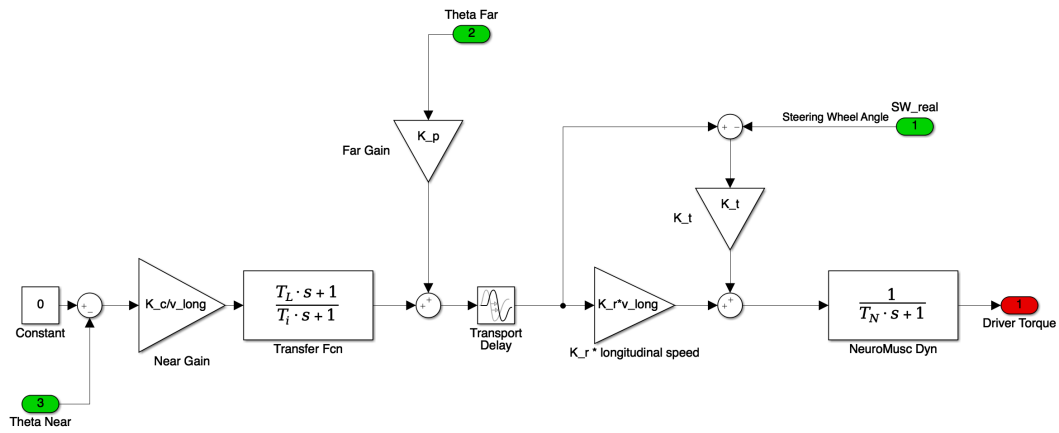 Theta Far
2
K_p
Far Gain
+
−
Steering Wheel Angle
SW_real
1
K_t
K_t
0
Constant
+
−
K_c/v_long
Near Gain
T_L · s + 1
T_i · s + 1
Transfer Fcn
+
+
Transport
Delay
K_r*v_long
K_r * longitudinal speed
+
+
1
T_N · s + 1
NeuroMusc Dyn
1
Driver Torque
3
Theta Near